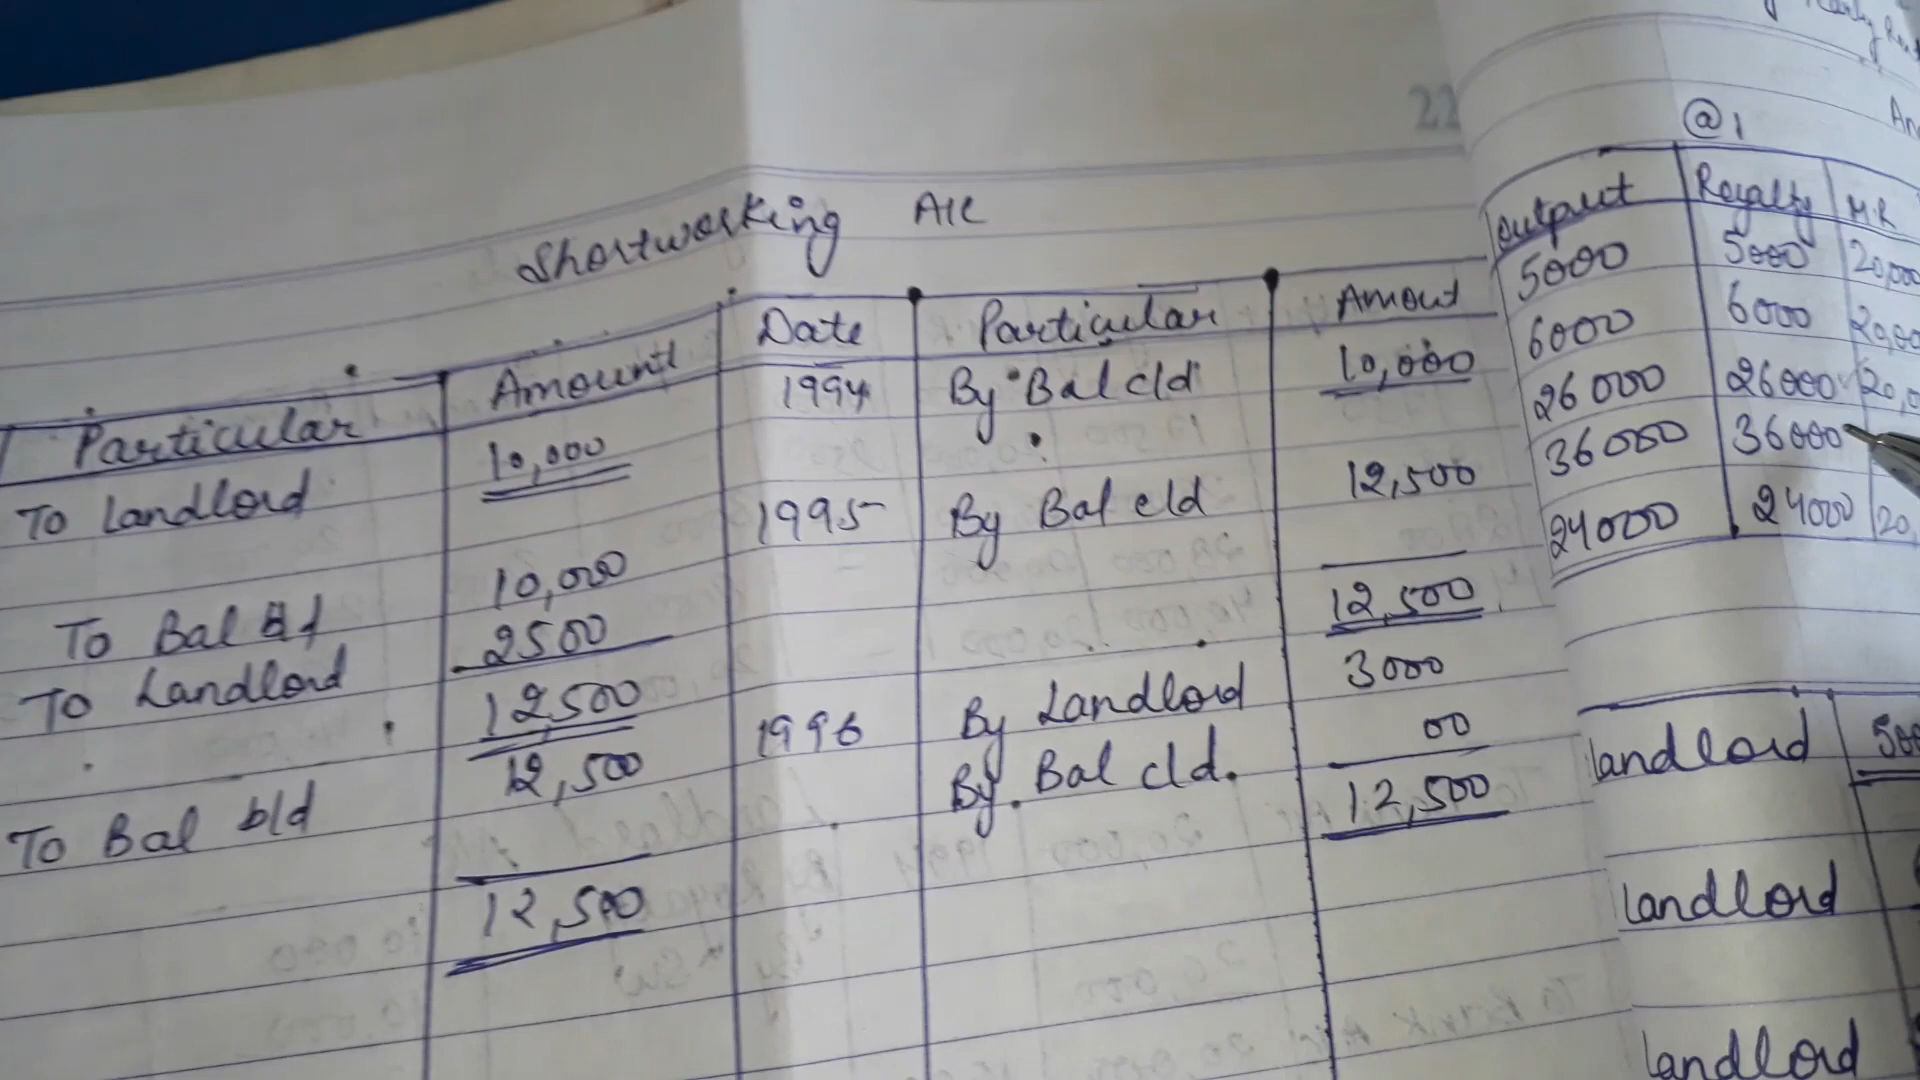 22
Shortworking A/c
Particular Amount Date Particular Amout
To landlord 10,000 1994 By Bal c/d 10,000
To Bal 10,000 1995 By Bal c/d 12,500
To Landlord 2500
12,500 12,500
To Bal b/d 12,500 1996 By Landlord 3000
By Bal c/d. 00
12,500 12,500
@1
output Royalty M.R
5000 5000 20,000
6000 6000
26000 26000
36000 36000
24000 24000
landlord
landlord
landlord